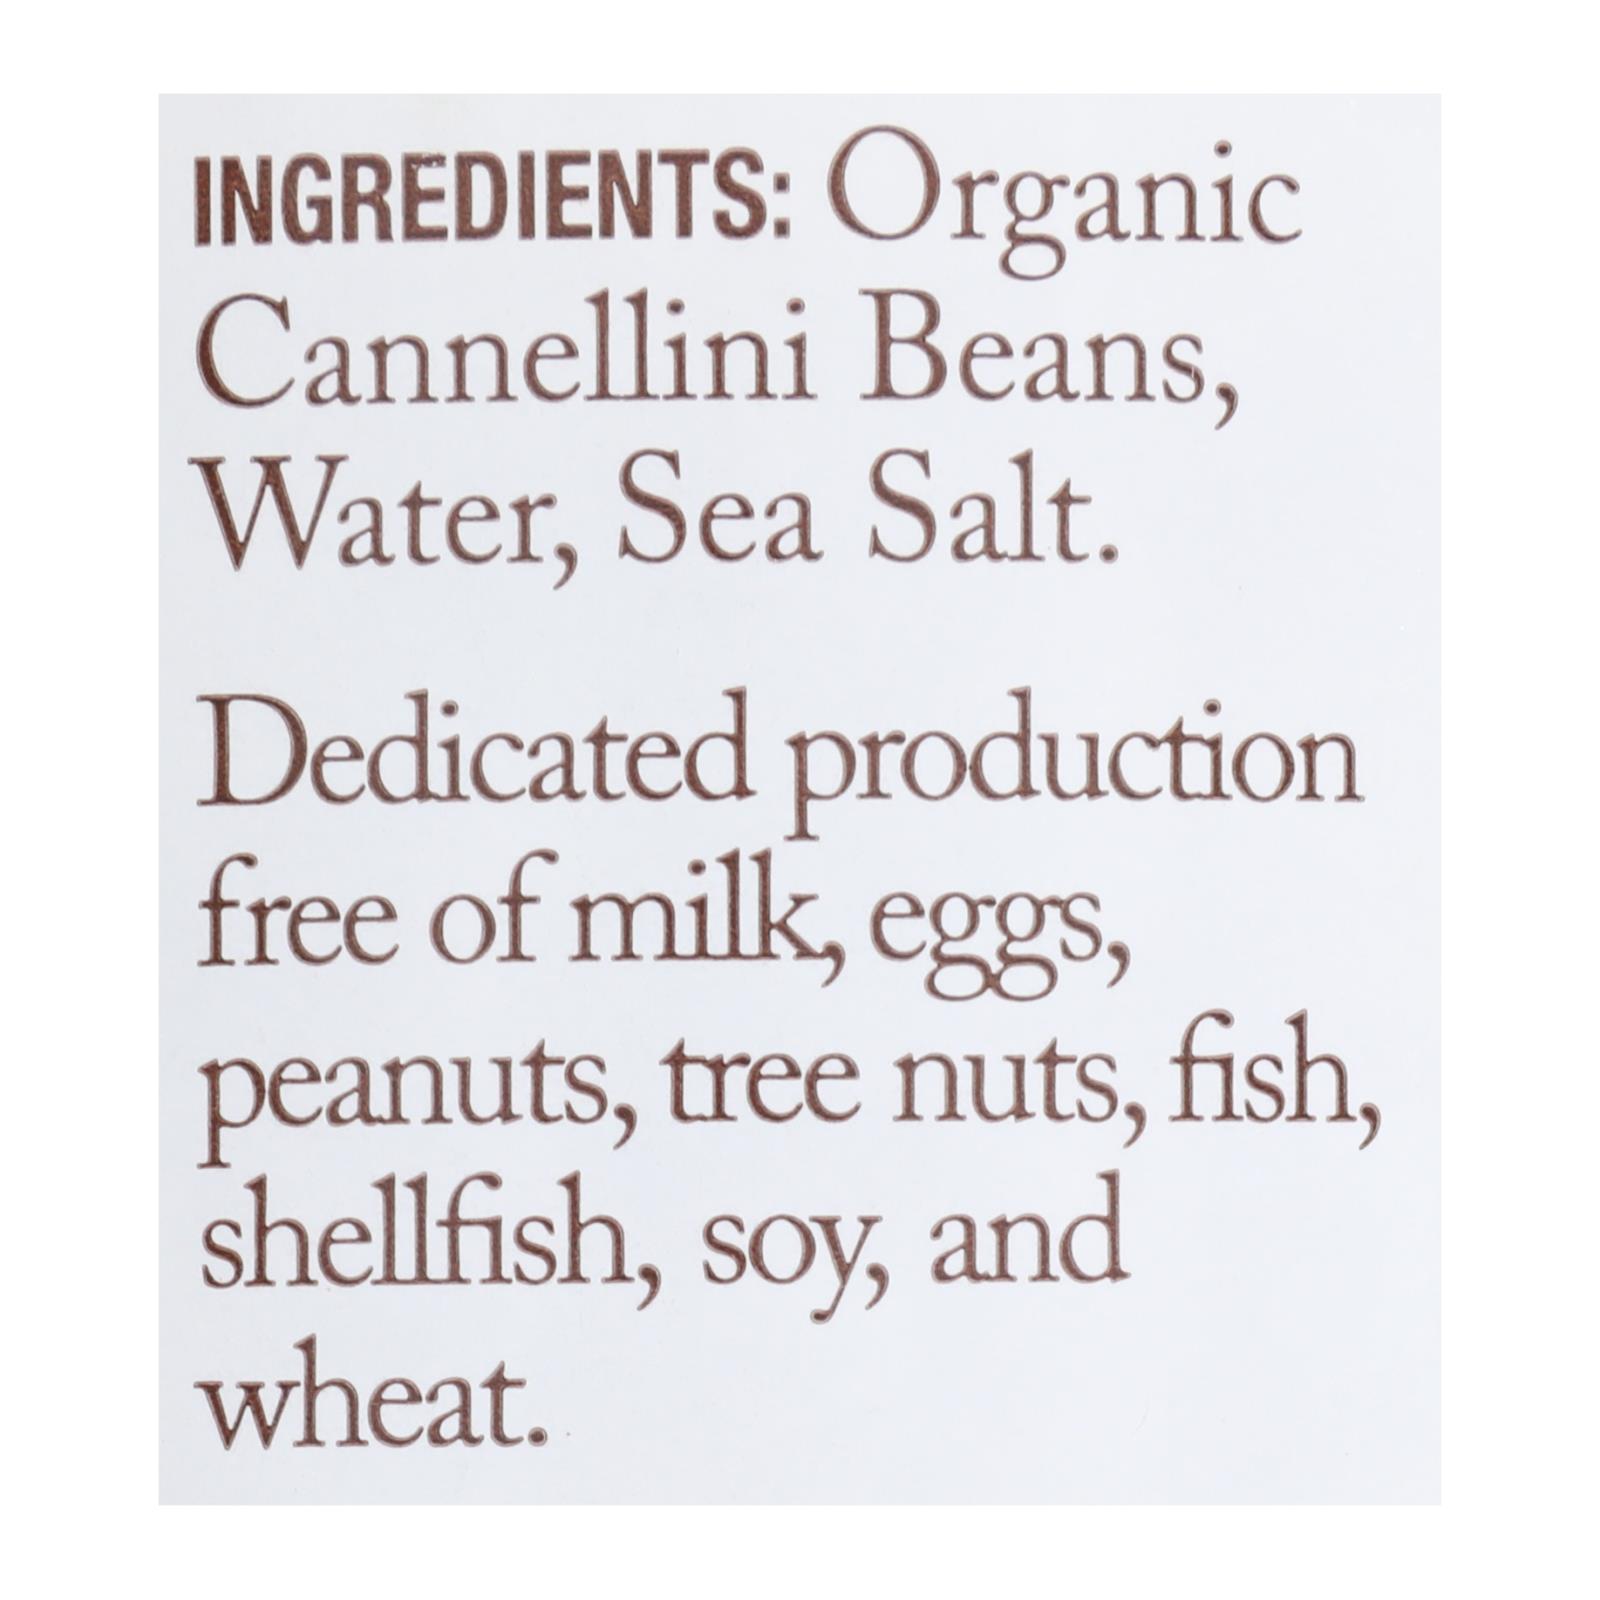 INGREDIENTS: Organic
Cannellini Beans,
Water, Sea Salt.
Dedicated production
free of milk, eggs,
peanuts, tree nuts, fish,
shellfish, soy, and
wheat.